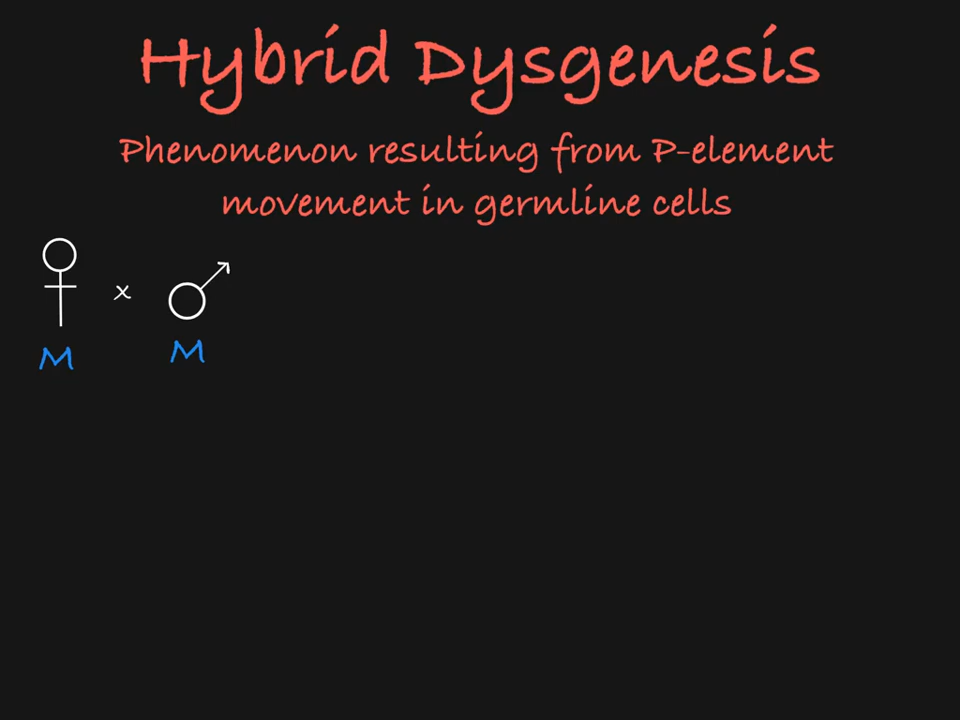 Hybrid Dysgenesis
Phenomenon resulting from P-element
movement in germline cells
x
M M